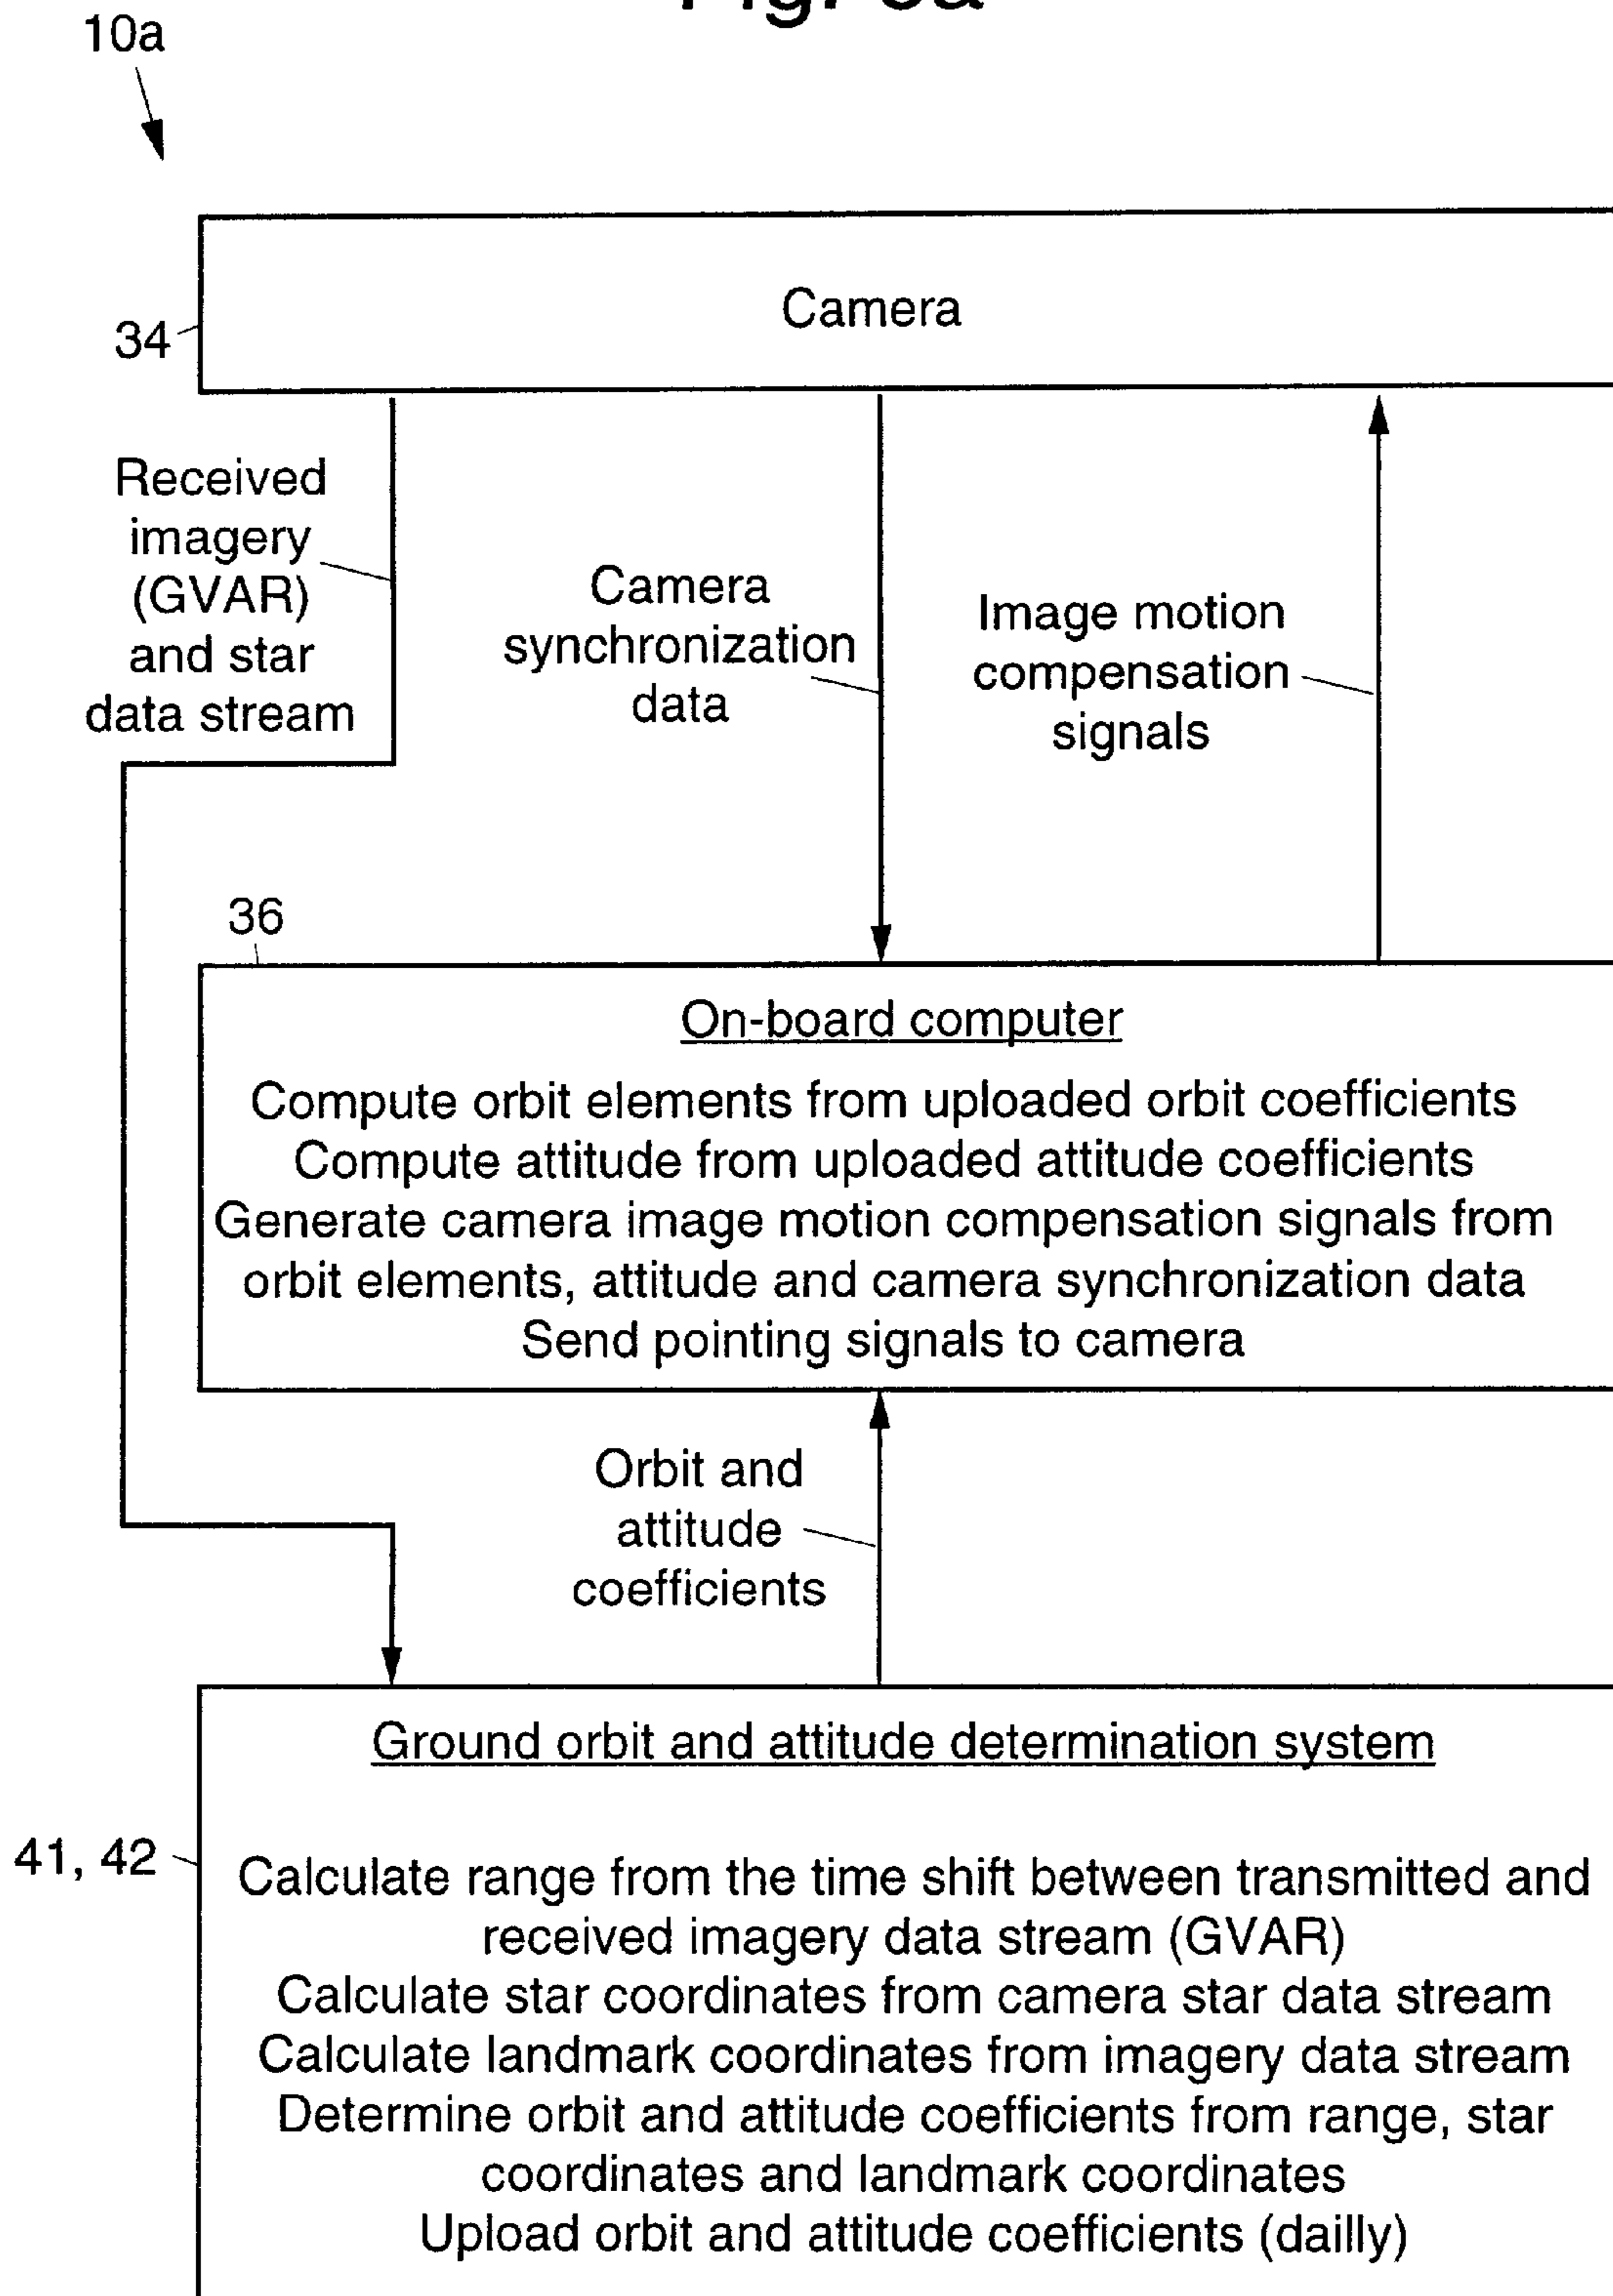 10a
Camera
34
Received
imagery
(GVAR)
and star
data stream
Camera
synchronization
data
Image motion
compensation
signals
36
On-board computer
Compute orbit elements from uploaded orbit coefficients
Compute attitude from uploaded attitude coefficients
Generate camera image motion compensation signals from
orbit elements, attitude and camera synchronization data
Send pointing signals to camera
Orbit and
attitude
coefficients
Ground orbit and attitude determination system
41, 42
Calculate range from the time shift between transmitted and
received imagery data stream (GVAR)
Calculate star coordinates from camera star data stream
Calculate landmark coordinates from imagery data stream
Determine orbit and attitude coefficients from range, star
coordinates and landmark coordinates
Upload orbit and attitude coefficients (dailly)